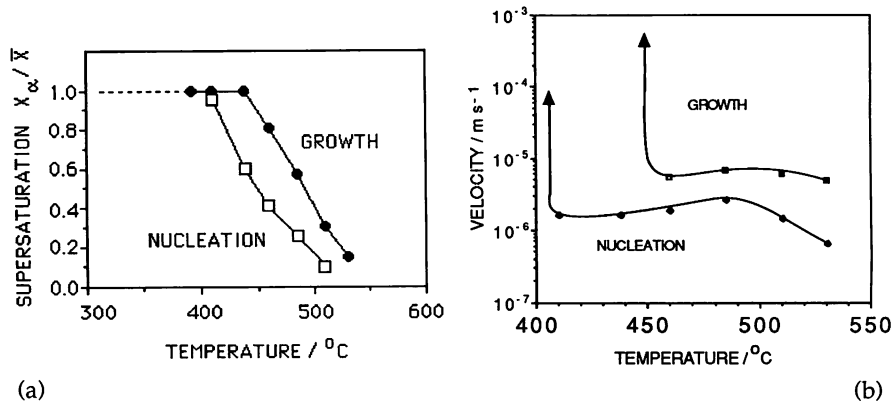 SUPERSATURATION Xα/X̅
1.0
0.8
0.6
0.4
0.2
0.0
300
400
500
600
GROWTH
NUCLEATION
TEMPERATURE / °C
(a)
VELOCITY / m s-1
10-3
10-4
10-5
10-6
10-7
400
450
500
550
GROWTH
NUCLEATION
TEMPERATURE / °C
(b)